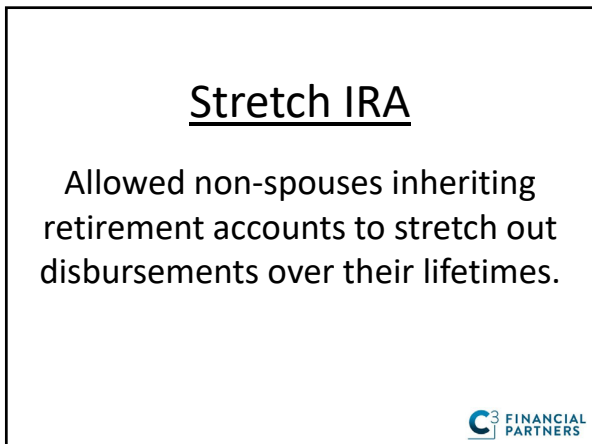 Stretch IRA
Allowed non-spouses inheriting
retirement accounts to stretch out
disbursements over their lifetimes.
C3 FINANCIAL
PARTNERS